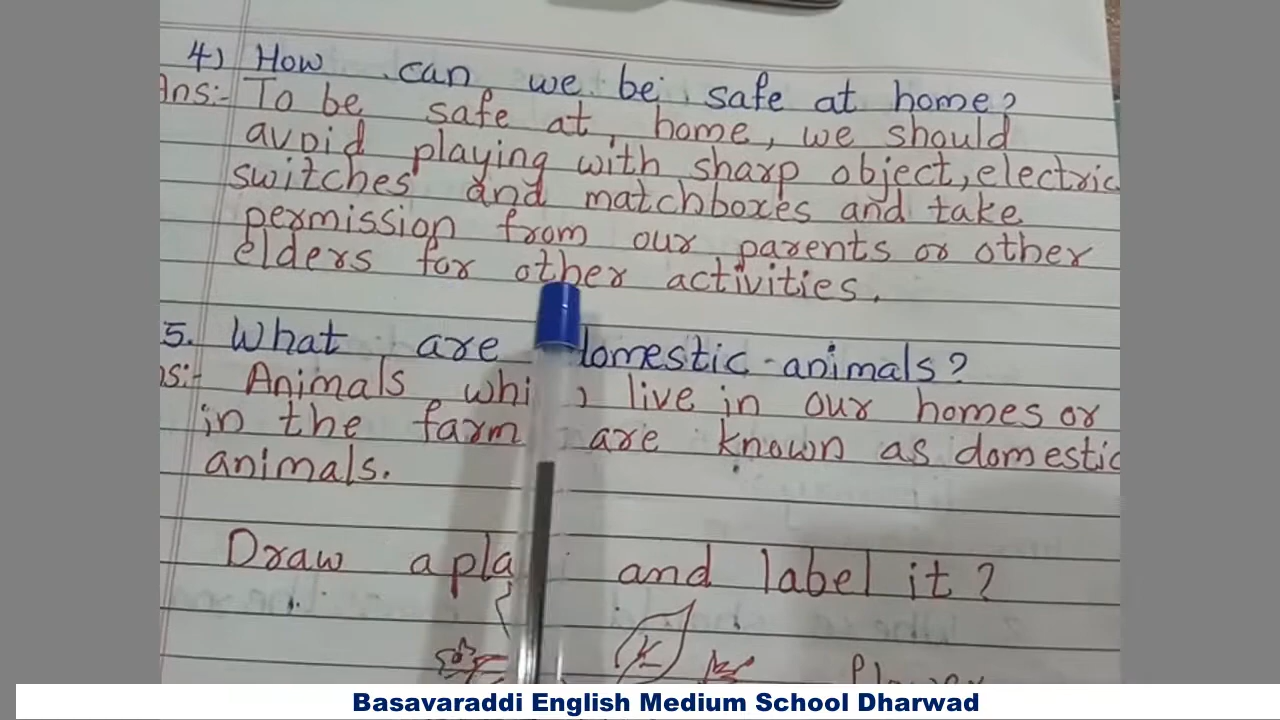 4) How can we be safe at home?
Ans:- To be safe at home, we should
avoid playing with sharp object, electric
switches and matchboxes and take
permission from our parents or other
elders for other activities.
5. What are domestic animals?
ns:- Animals whi live in our homes or
in the farm are known as domestic
animals.
Draw a pla and label it?
Basavaraddi English Medium School Dharwad